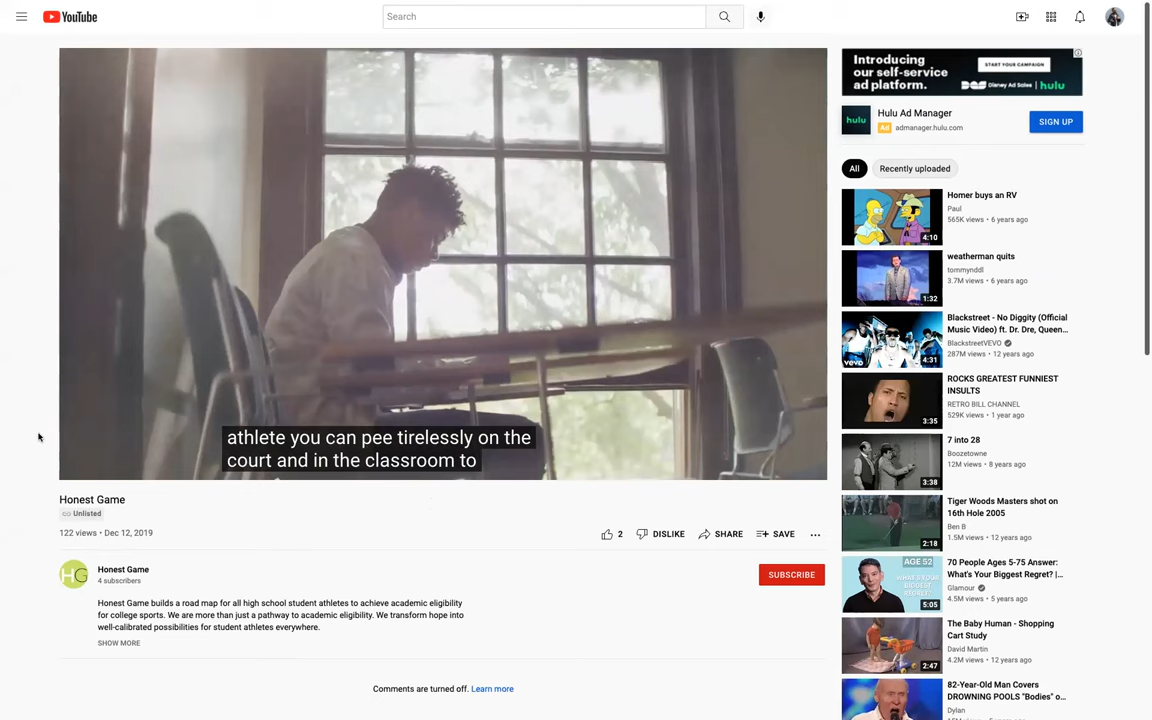 YouTube
Search
athlete you can pee tirelessly on the
court and in the classroom to
Honest Game
Unlisted
122 views • Dec 12, 2019
2
DISLIKE
SHARE
SAVE
HG
Honest Game
4 subscribers
SUBSCRIBE
Honest Game builds a road map for all high school student athletes to achieve academic eligibility
for college sports. We are more than just a pathway to academic eligibility. We transform hope into
well-calibrated possibilities for student athletes everywhere.
SHOW MORE
Comments are turned off. Learn more
Introducing
our self-service
ad platform.
START YOUR CAMPAIGN
Disney Ad Sales | hulu
hulu
Hulu Ad Manager
Ad admanager.hulu.com
SIGN UP
All
Recently uploaded
4:10
Homer buys an RV
Paul
565K views • 6 years ago
1:32
weatherman quits
tommynddl
3.7M views • 6 years ago
vevo
4:31
Blackstreet - No Diggity (Official
Music Video) ft. Dr. Dre, Queen...
BlackstreetVEVO
287M views • 12 years ago
3:35
ROCKS GREATEST FUNNIEST
INSULTS
RETRO BILL CHANNEL
529K views • 1 year ago
3:38
7 into 28
Boozetowne
12M views • 8 years ago
2:18
Tiger Woods Masters shot on
16th Hole 2005
Ben B
1.5M views • 12 years ago
AGE 52
WHAT'S YOUR
BIGGEST
REGRET?
5:05
70 People Ages 5-75 Answer:
What's Your Biggest Regret? |...
Glamour
4.5M views • 5 years ago
2:47
The Baby Human - Shopping
Cart Study
David Martin
4.2M views • 12 years ago
82-Year-Old Man Covers
DROWNING POOLS "Bodies" o...
Dylan